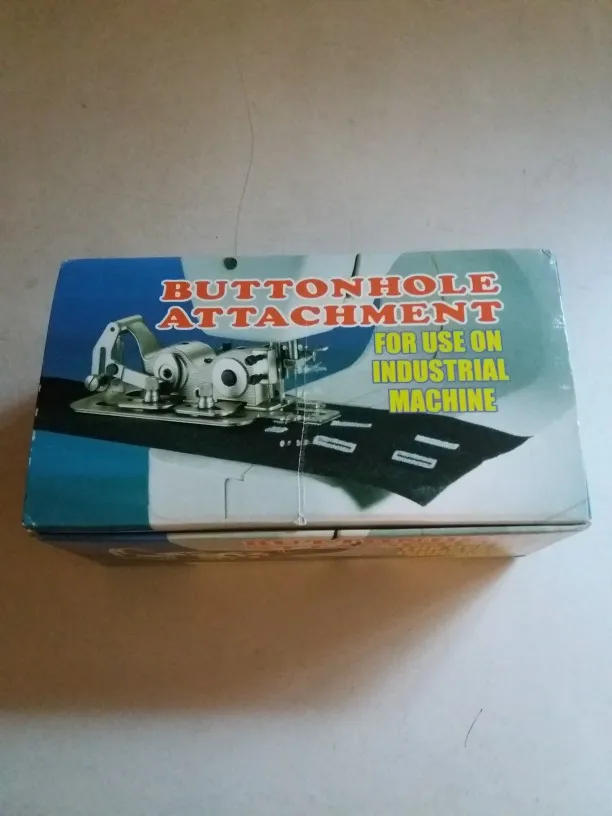 BUTTONHOLE
ATTACHMENT
FOR USE ON
INDUSTRIAL
MACHINE